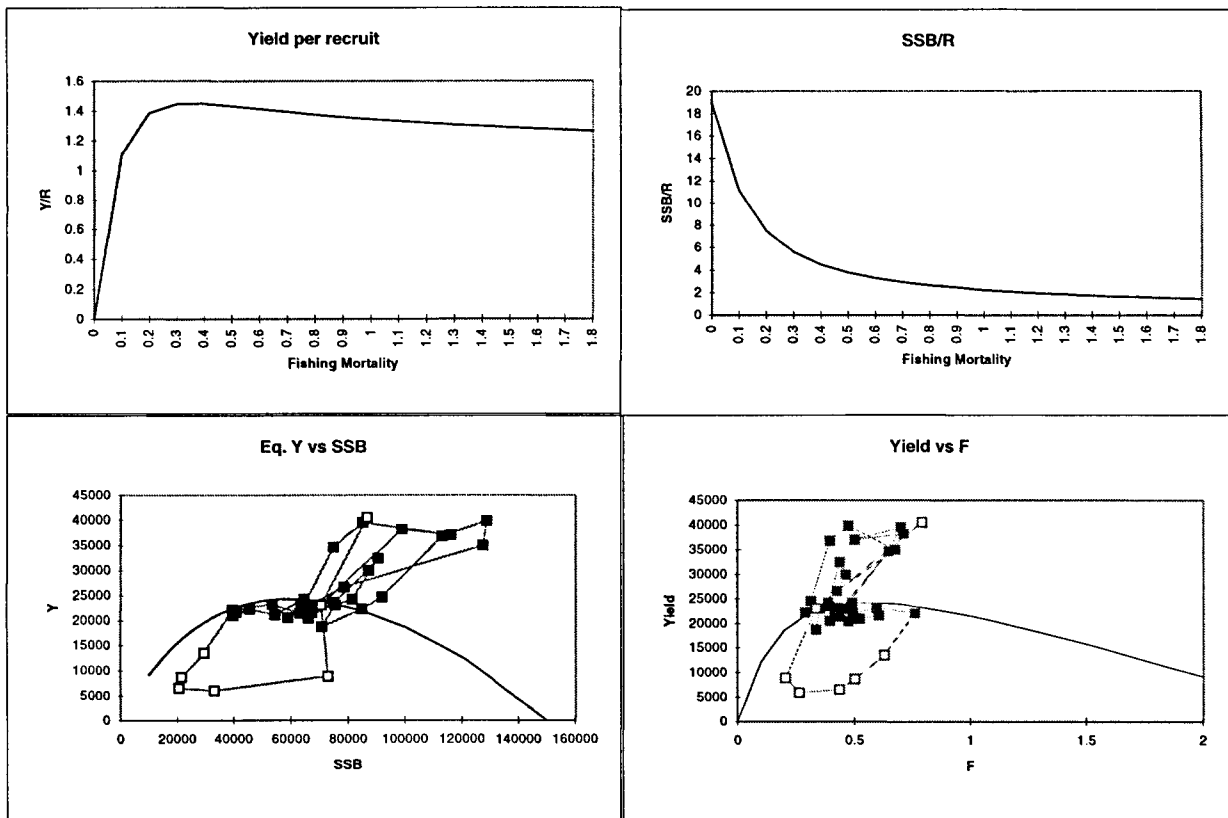 Yield per recruit
1.6
1.4
1.2
1
0.8
0.6
0.4
0.2
0
Y/R
0 0.1 0.2 0.3 0.4 0.5 0.6 0.7 0.8 0.9 1 1.1 1.2 1.3 1.4 1.5 1.6 1.7 1.8
Fishing Mortality
SSB/R
20
18
16
14
12
10
8
6
4
2
0
SSB/R
0 0.1 0.2 0.3 0.4 0.5 0.6 0.7 0.8 0.9 1 1.1 1.2 1.3 1.4 1.5 1.6 1.7 1.8
Fishing Mortality
Eq. Y vs SSB
45000
40000
35000
30000
25000
20000
15000
10000
5000
0
Y
0 20000 40000 60000 80000 100000 120000 140000 160000
SSB
Yield vs F
45000
40000
35000
30000
25000
20000
15000
10000
5000
0
Yield
0 0.5 1 1.5 2
F